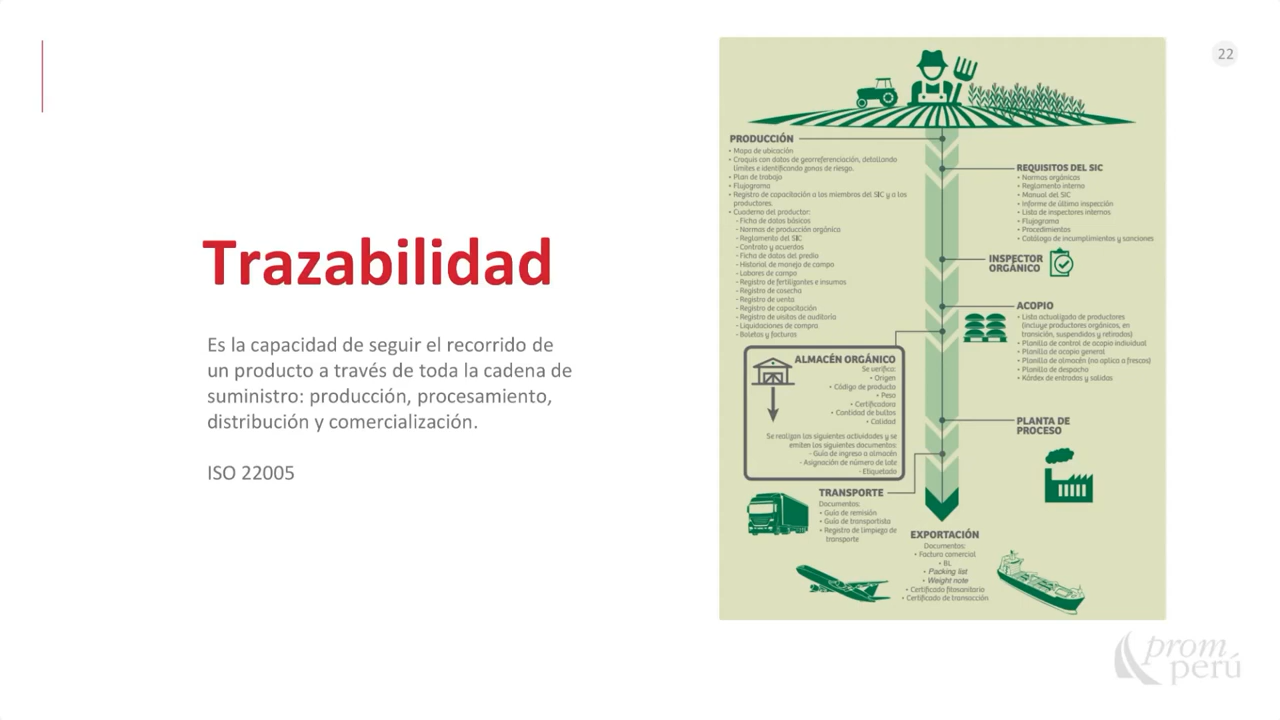 22
Trazabilidad
Es la capacidad de seguir el recorrido de
un producto a través de toda la cadena de
suministro: producción, procesamiento,
distribución y comercialización.
ISO 22005
PRODUCCIÓN
• Mapa de ubicación
• Croquis con datos de georreferenciación, detallando
límites e identificando zonas de riesgo.
• Plan de trabajo
• Flujograma
• Registro de capacitación a los miembros del SIC y a los
productores.
• Cuaderno del productor:
- Ficha de datos básicos
- Normas de producción orgánica
- Reglamento del SIC
- Contrato y acuerdos
- Ficha de datos del predio
- Historial de manejo de campo
- Labores de campo
- Registro de fertilizantes e insumos
- Registro de cosecha
- Registro de venta
- Registro de capacitación
- Registro de visitas de auditoría
- Liquidaciones de compra
- Boletas y facturas
REQUISITOS DEL SIC
• Normas orgánicas
• Reglamento interno
• Manual del SIC
• Informe de última inspección
• Lista de inspectores internos
• Flujograma
• Procedimientos
• Catálogo de incumplimientos y sanciones
INSPECTOR
ORGÁNICO
ACOPIO
• Lista actualizada de productores
(incluye productores orgánicos, en
transición, suspendidos y retirados)
• Planilla de control de acopio individual
• Planilla de acopio general
• Planilla de almacén (no aplica a frescos)
• Planilla de despacho
• Kárdex de entradas y salidas
ALMACÉN ORGÁNICO
Se verifica:
• Origen
• Código de producto
• Peso
• Certificadora
• Cantidad de bultos
• Calidad
Se realizan las siguientes actividades y se
emiten los siguientes documentos:
- Guía de ingreso a almacén
- Asignación de número de lote
- Etiquetado
PLANTA DE
PROCESO
TRANSPORTE
Documentos:
• Guía de remisión
• Guía de transportista
• Registro de limpieza de
transporte
EXPORTACIÓN
Documentos:
• Factura comercial
• BL
• Packing list
• Weight note
• Certificado fitosanitario
• Certificado de transacción
prom
perú